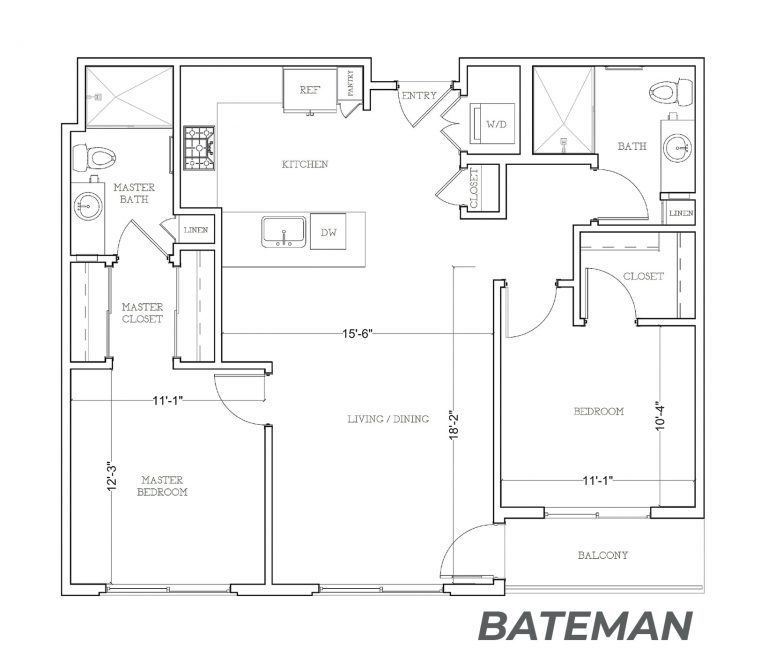 REF
PANTRY
ENTRY
W/D
KITCHEN
BATH
MASTER
BATH
CLOSET
LINEN
LINEN
DW
CLOSET
MASTER
CLOSET
15'-6"
11'-1"
LIVING / DINING
18'-2"
BEDROOM
10'-4"
12'-3"
MASTER
BEDROOM
11'-1"
BALCONY
BATEMAN